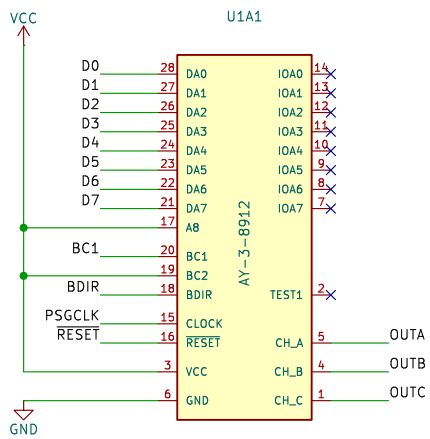 VCC
U1A1
D0 28 DA0 IOA0 14
D1 27 DA1 IOA1 13
D2 26 DA2 IOA2 12
D3 25 DA3 IOA3 11
D4 24 DA4 IOA4 10
D5 23 DA5 IOA5 9
D6 22 DA6 IOA6 8
D7 21 DA7 IOA7 7
17 A8
AY-3-8912
BC1 20 BC1
19 BC2
BDIR 18 BDIR TEST1 2
PSGCLK 15 CLOCK
RESET 16 RESET CH_A 5 OUTA
3 VCC CH_B 4 OUTB
6 GND CH_C 1 OUTC
GND